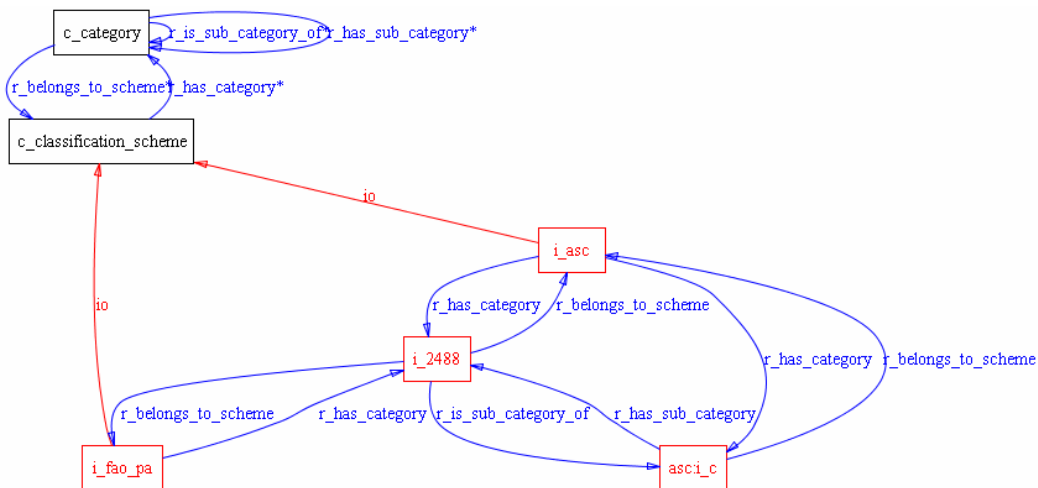 c_category
r_is_sub_category_of*
r_has_sub_category*
r_belongs_to_scheme*
r_has_category*
c_classification_scheme
io
i_asc
io
r_has_category
r_belongs_to_scheme
i_2488
r_has_category
r_belongs_to_scheme
r_belongs_to_scheme
r_has_category
r_is_sub_category_of
r_has_sub_category
i_fao_pa
asc:i_c